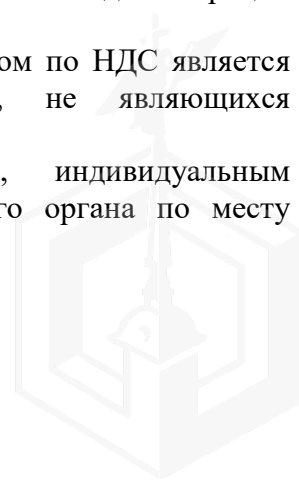 ом по НДС является
, не являющихся
, индивидуальным
го органа по месту